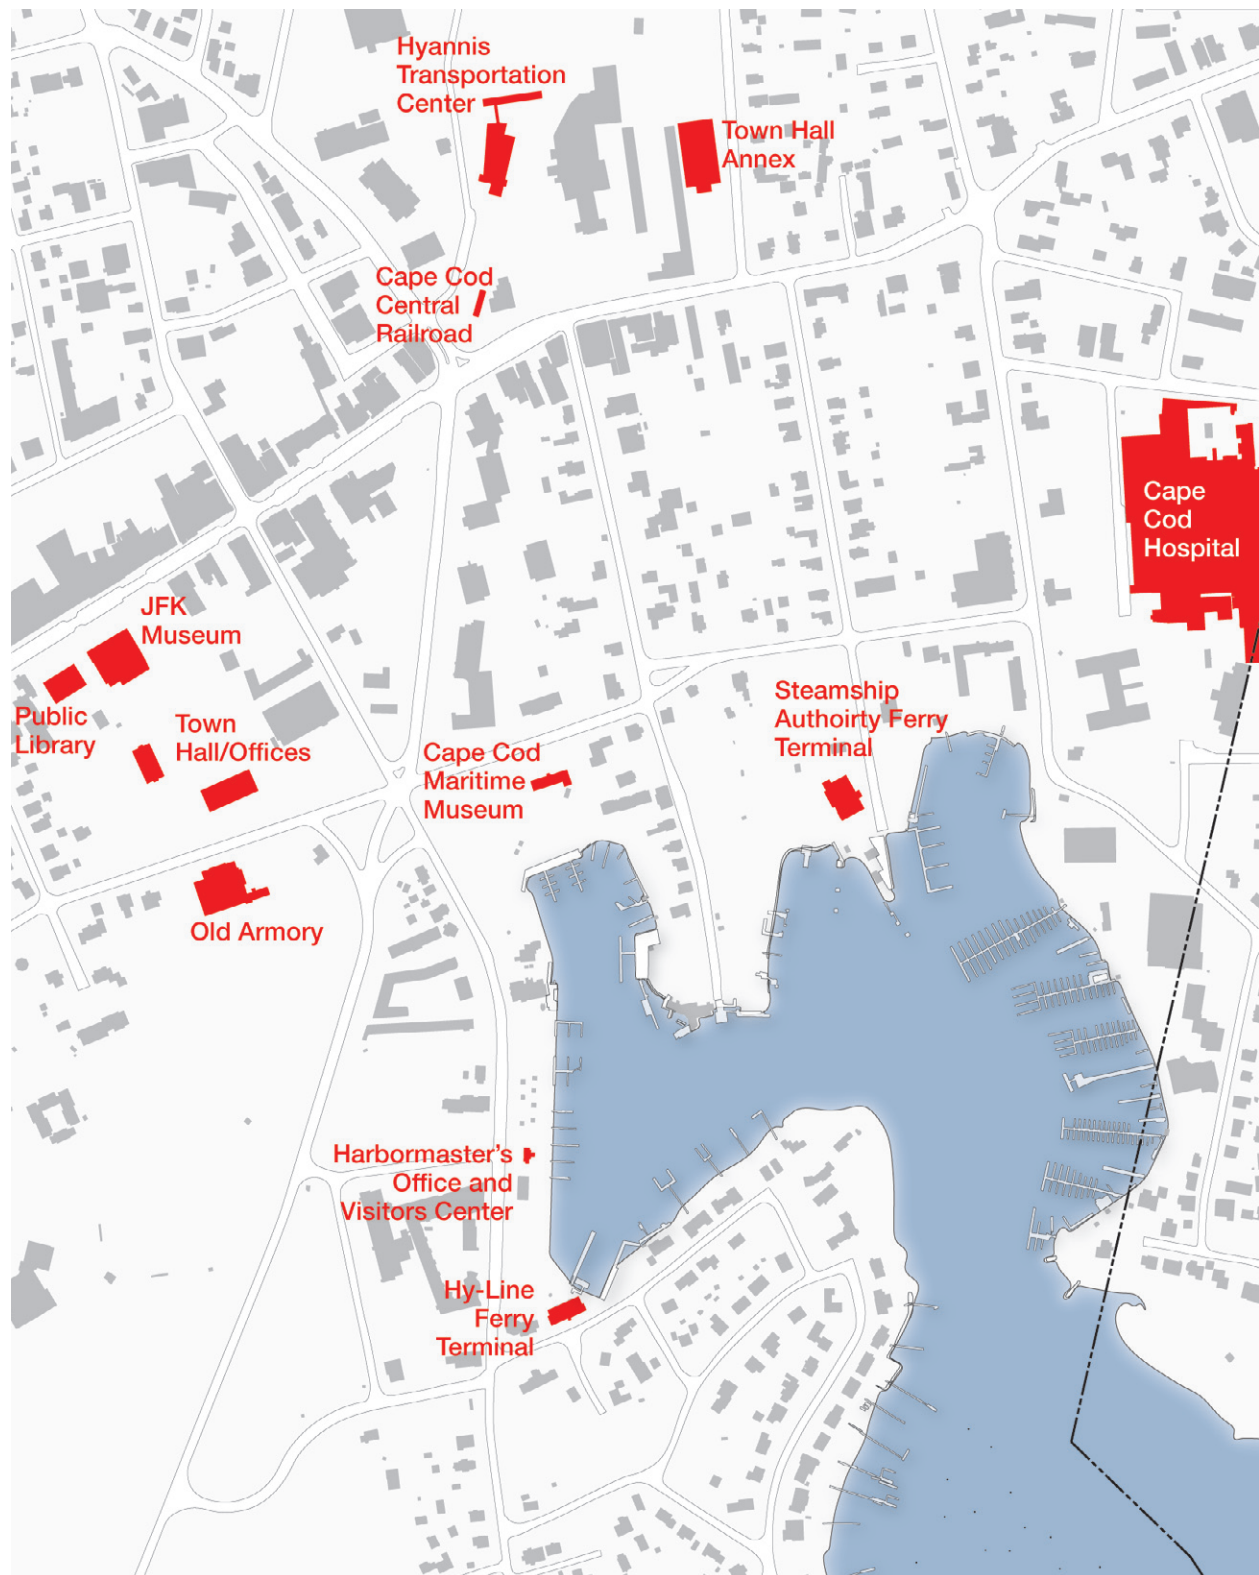 Hyannis
Transportation
Center
Town Hall
Annex
Cape Cod
Central
Railroad
Cape
Cod
Hospital
JFK
Museum
Public
Library
Town
Hall/Offices
Steamship
Authoirty Ferry
Terminal
Cape Cod
Maritime
Museum
Old Armory
Harbormaster's
Office and
Visitors Center
Hy-Line
Ferry
Terminal